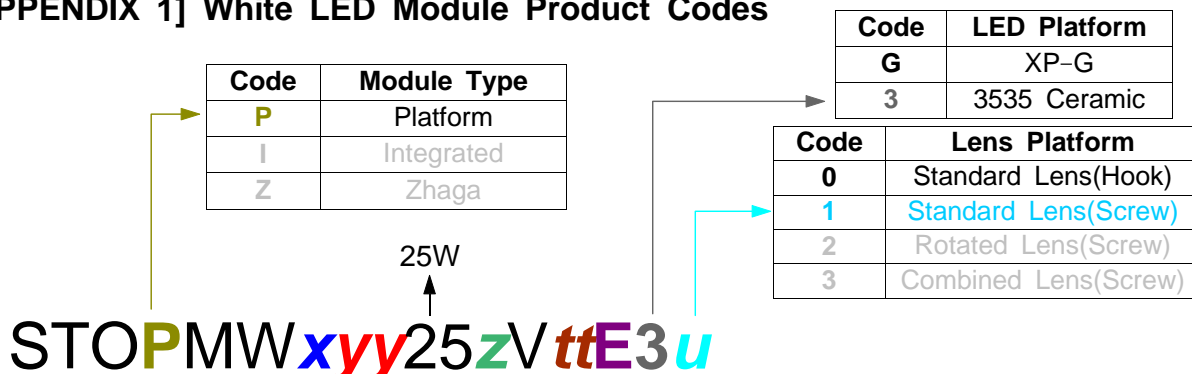 PPENDIX 1] White LED Module Product Codes
Code LED Platform
G XP-G
3 3535 Ceramic
Code Module Type
P Platform
I Integrated
Z Zhaga
Code Lens Platform
0 Standard Lens(Hook)
1 Standard Lens(Screw)
2 Rotated Lens(Screw)
3 Combined Lens(Screw)
25W
STOPMWxyy25zVttE3u